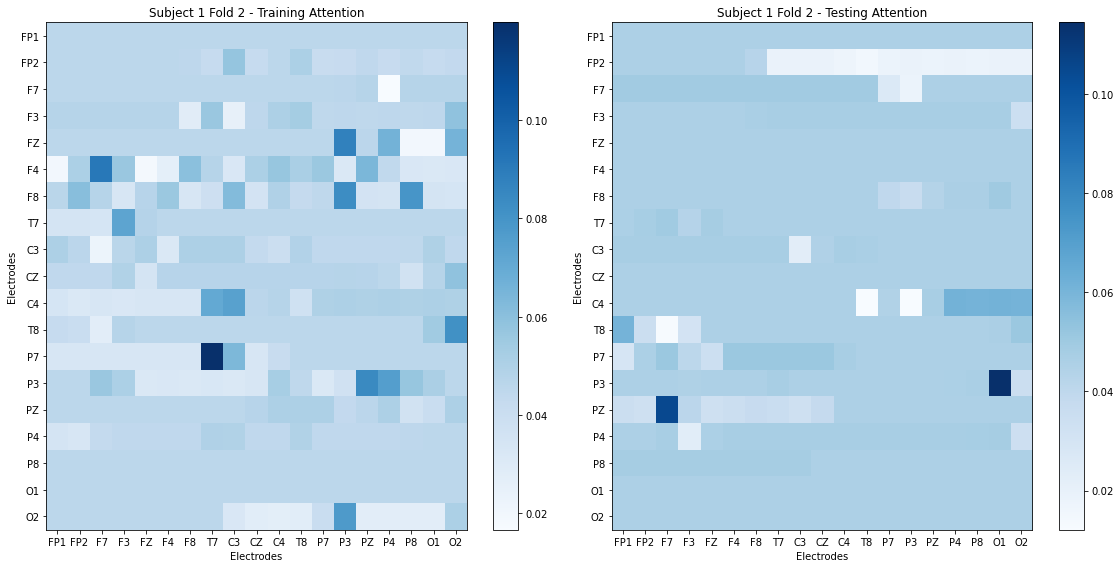 Subject 1 Fold 2 - Training Attention
Electrodes
FP1
FP2
F7
F3
FZ
F4
F8
T7
C3
CZ
C4
T8
P7
P3
PZ
P4
P8
O1
O2
FP1 FP2 F7 F3 FZ F4 F8 T7 C3 CZ C4 T8 P7 P3 PZ P4 P8 O1 O2
Electrodes
0.10
0.08
0.06
0.04
0.02
Subject 1 Fold 2 - Testing Attention
Electrodes
FP1
FP2
F7
F3
FZ
F4
F8
T7
C3
CZ
C4
T8
P7
P3
PZ
P4
P8
O1
O2
FP1 FP2 F7 F3 FZ F4 F8 T7 C3 CZ C4 T8 P7 P3 PZ P4 P8 O1 O2
Electrodes
0.10
0.08
0.06
0.04
0.02